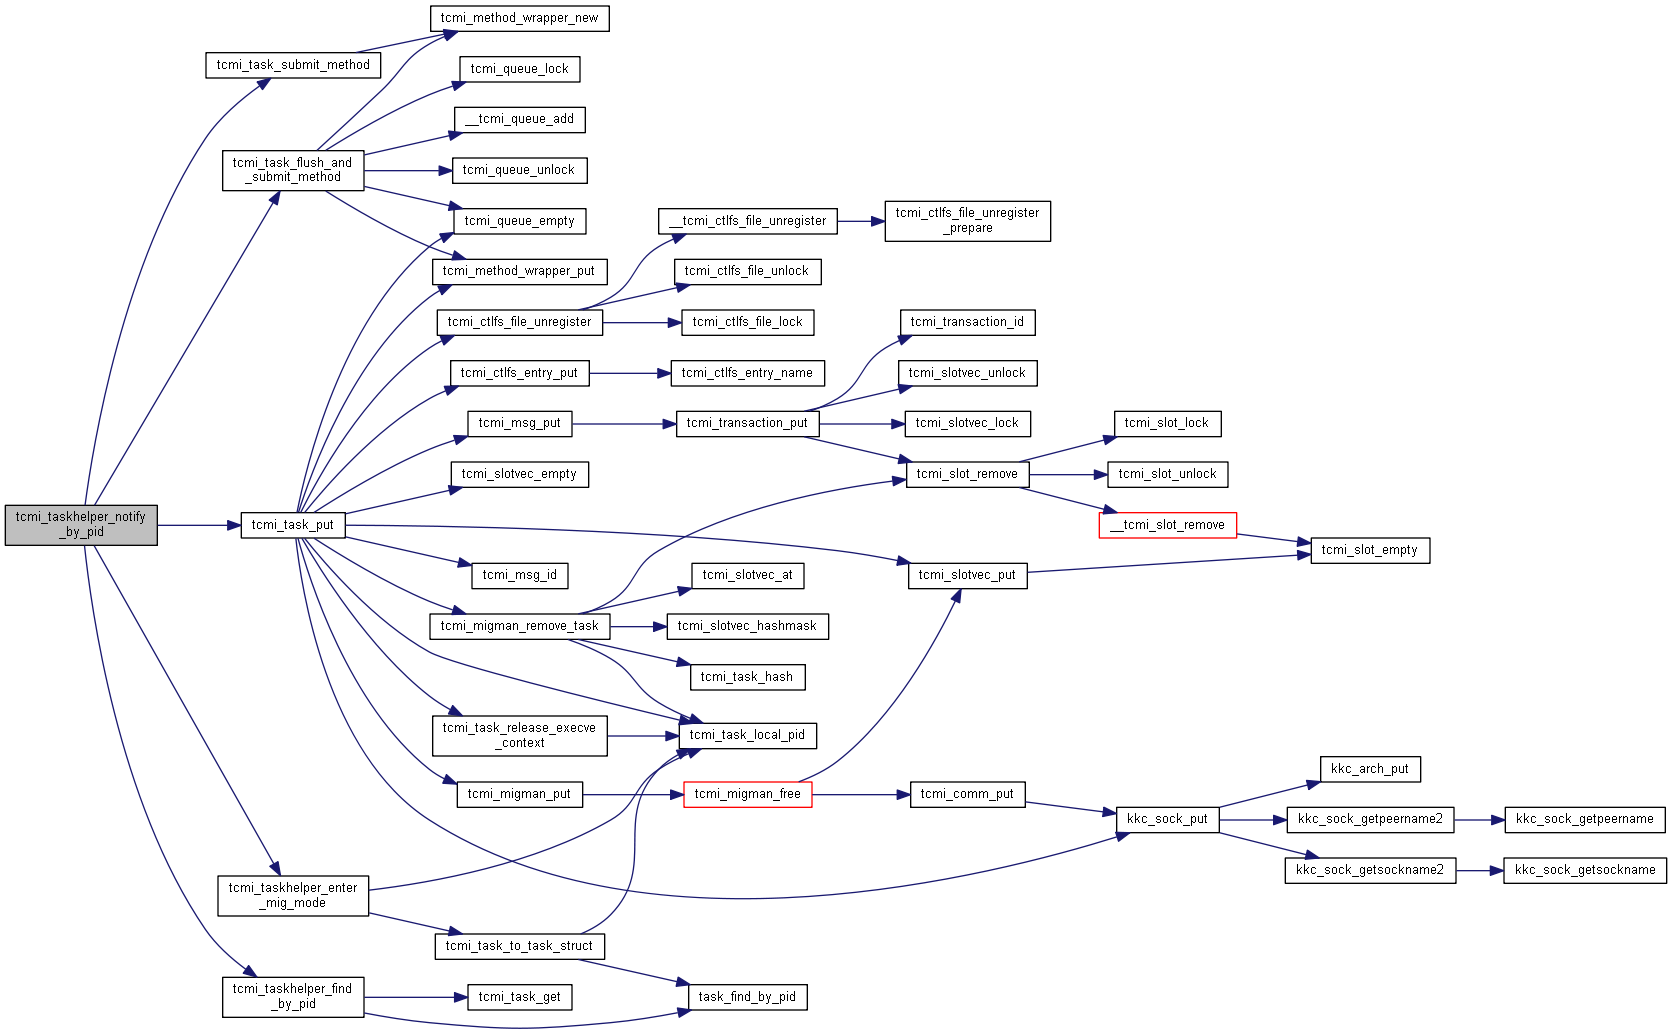 tcmi_method_wrapper_new
tcmi_task_submit_method
tcmi_queue_lock
__tcmi_queue_add
tcmi_task_flush_and
_submit_method
tcmi_queue_unlock
tcmi_queue_empty
__tcmi_ctlfs_file_unregister
tcmi_ctlfs_file_unregister
_prepare
tcmi_method_wrapper_put
tcmi_ctlfs_file_unlock
tcmi_ctlfs_file_unregister
tcmi_ctlfs_file_lock
tcmi_transaction_id
tcmi_ctlfs_entry_put
tcmi_ctlfs_entry_name
tcmi_slotvec_unlock
tcmi_msg_put
tcmi_transaction_put
tcmi_slotvec_lock
tcmi_slot_lock
tcmi_slotvec_empty
tcmi_slot_remove
tcmi_slot_unlock
tcmi_taskhelper_notify
_by_pid
tcmi_task_put
__tcmi_slot_remove
tcmi_slot_empty
tcmi_msg_id
tcmi_slotvec_at
tcmi_slotvec_put
tcmi_migman_remove_task
tcmi_slotvec_hashmask
tcmi_task_hash
tcmi_task_release_execve
_context
tcmi_task_local_pid
tcmi_migman_put
tcmi_migman_free
tcmi_comm_put
kkc_arch_put
kkc_sock_put
kkc_sock_getpeername2
kkc_sock_getpeername
kkc_sock_getsockname2
kkc_sock_getsockname
tcmi_taskhelper_enter
_mig_mode
tcmi_task_to_task_struct
tcmi_taskhelper_find
_by_pid
tcmi_task_get
task_find_by_pid